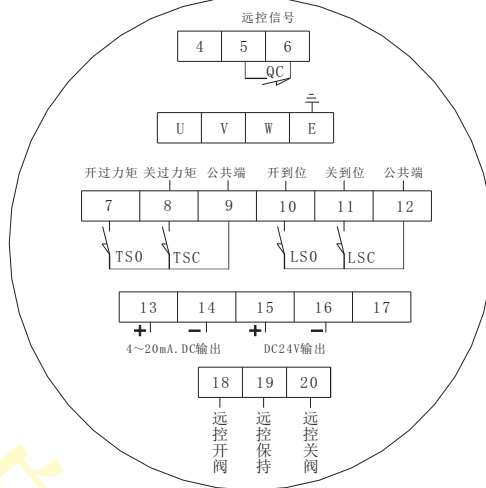 远控信号
4 5 6
QC
U V W E
开过力矩 关过力矩 公共端 开到位 关到位 公共端
7 8 9 10 11 12
TSO TSC LSO LSC
13 14 15 16 17
+ − + −
4~20mA.DC输出 DC24V输出
18 19 20
远控开阀 远控保持 远控关阀